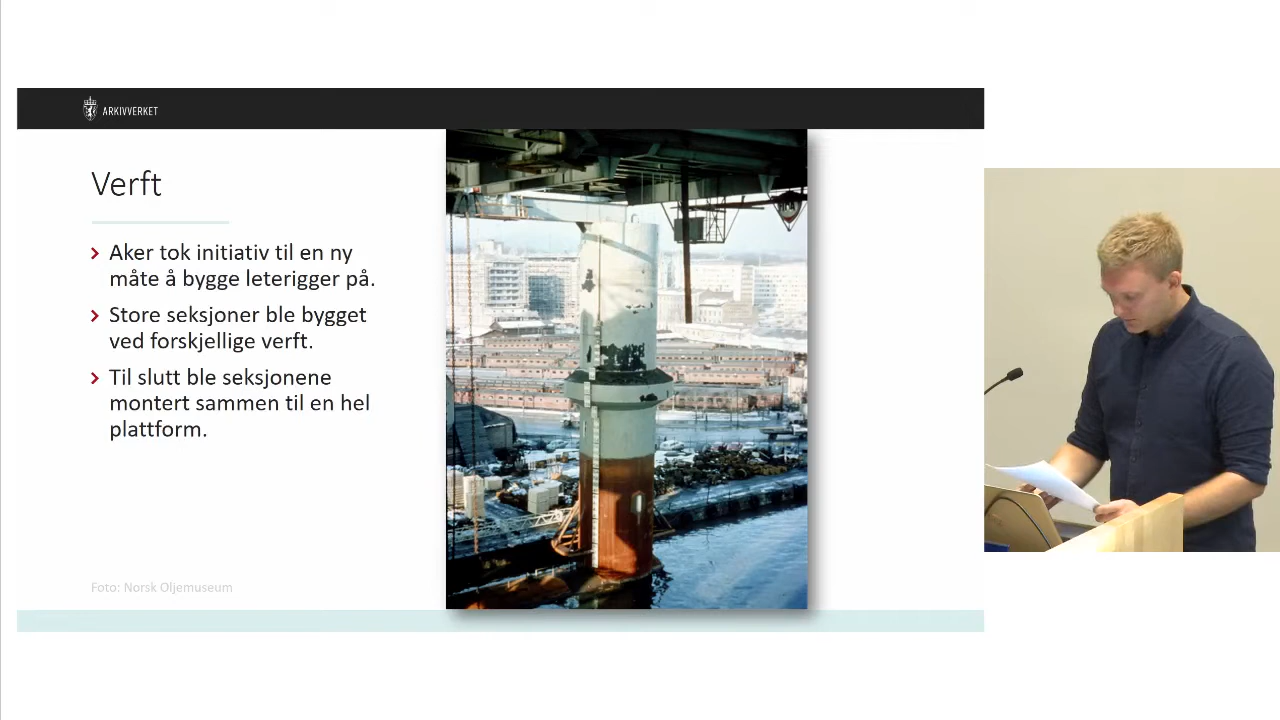 ARKIVVERKET
Verft
Aker tok initiativ til en ny
måte å bygge leterigger på.
Store seksjoner ble bygget
ved forskjellige verft.
Til slutt ble seksjonene
montert sammen til en hel
plattform.
Foto: Norsk Oljemuseum